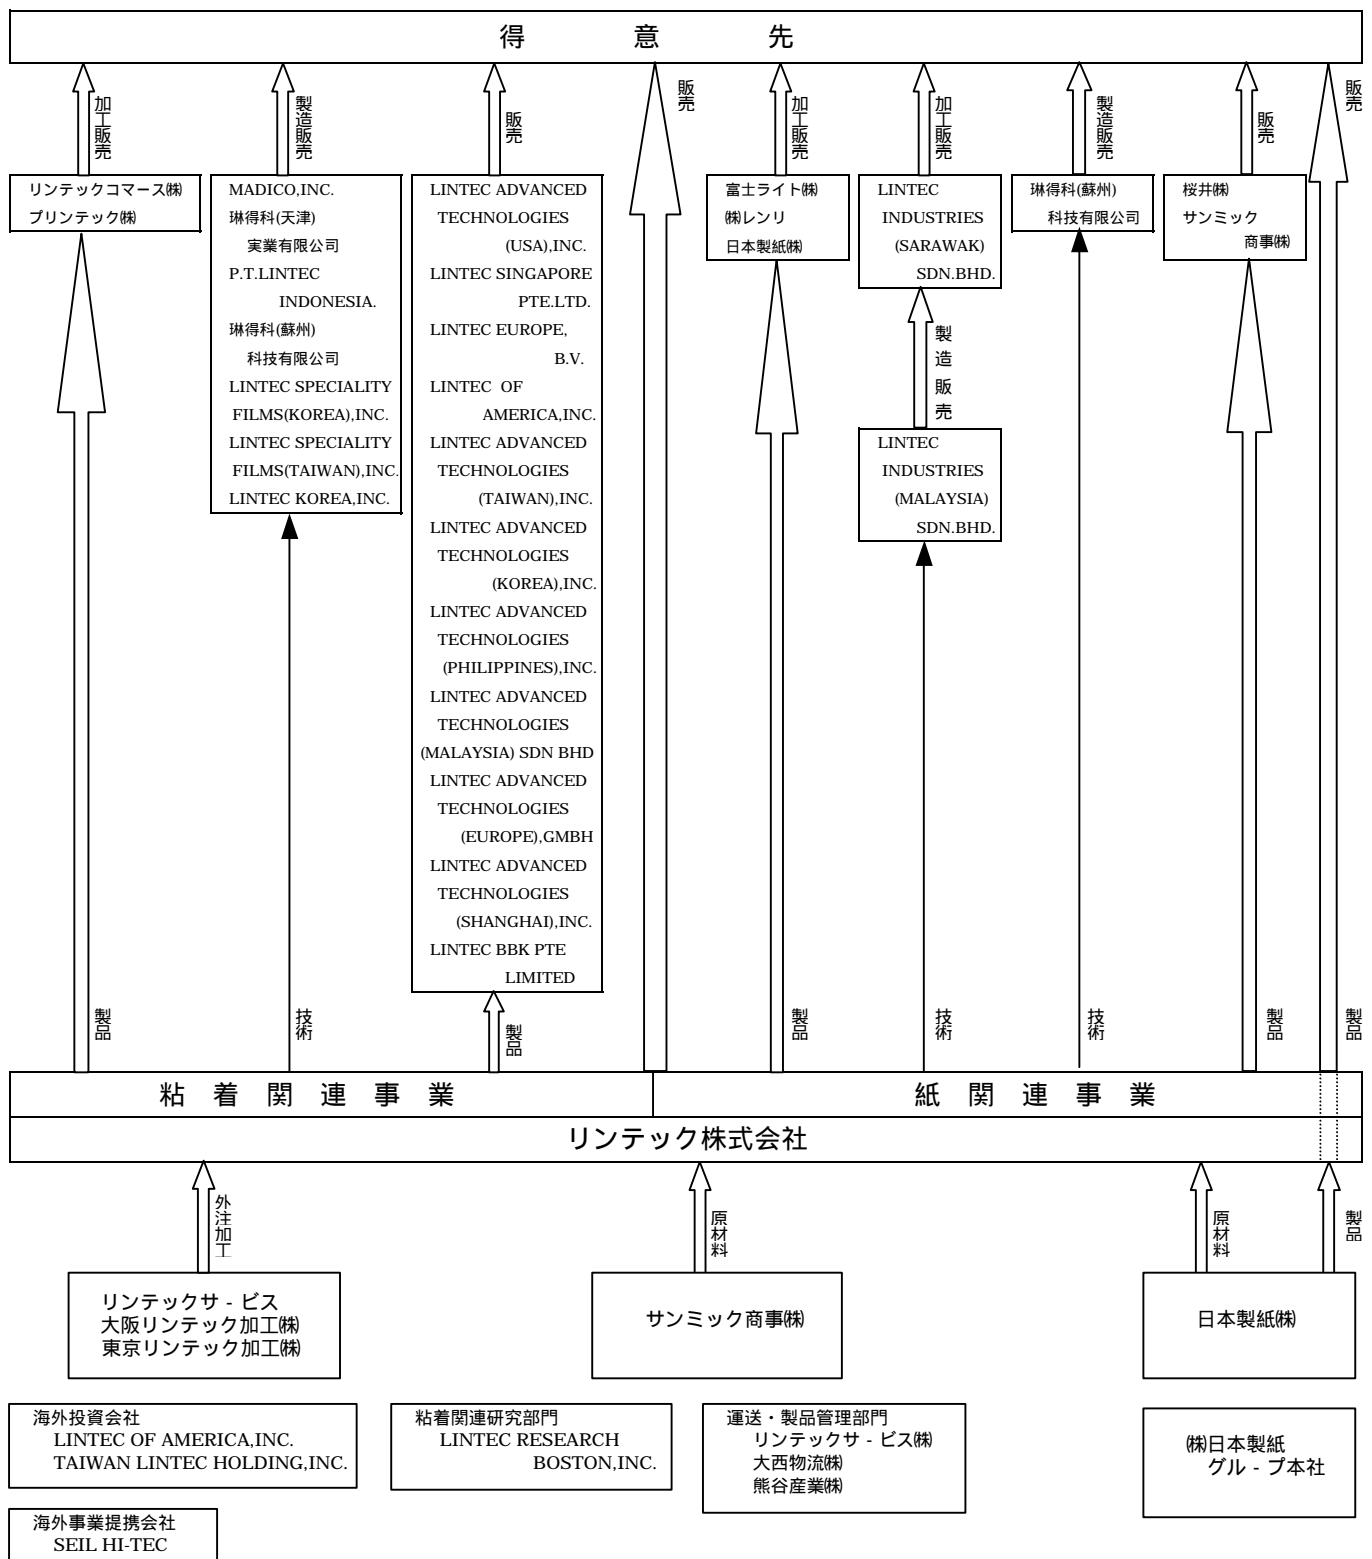 得意先
加工販売
製造販売
販売
販売
加工販売
加工販売
製造販売
販売
販売
リンテックコマース㈱
プリンテック㈱
MADICO,INC.
琳得科(天津)
実業有限公司
P.T.LINTEC
INDONESIA.
琳得科(蘇州)
科技有限公司
LINTEC SPECIALITY
FILMS(KOREA),INC.
LINTEC SPECIALITY
FILMS(TAIWAN),INC.
LINTEC KOREA,INC.
LINTEC ADVANCED
TECHNOLOGIES
(USA),INC.
LINTEC SINGAPORE
PTE.LTD.
LINTEC EUROPE,
B.V.
LINTEC OF
AMERICA,INC.
LINTEC ADVANCED
TECHNOLOGIES
(TAIWAN),INC.
LINTEC ADVANCED
TECHNOLOGIES
(KOREA),INC.
LINTEC ADVANCED
TECHNOLOGIES
(PHILIPPINES),INC.
LINTEC ADVANCED
TECHNOLOGIES
(MALAYSIA) SDN BHD
LINTEC ADVANCED
TECHNOLOGIES
(EUROPE),GMBH
LINTEC ADVANCED
TECHNOLOGIES
(SHANGHAI),INC.
LINTEC BBK PTE
LIMITED
富士ライト㈱
㈱レンリ
日本製紙㈱
LINTEC
INDUSTRIES
(SARAWAK)
SDN.BHD.
製造販売
LINTEC
INDUSTRIES
(MALAYSIA)
SDN.BHD.
琳得科(蘇州)
科技有限公司
桜井㈱
サンミック
商事㈱
製品
技術
製品
製品
技術
技術
製品
製品
粘着関連事業
紙関連事業
リンテック株式会社
外注加工
原材料
原材料
製品
リンテックサ - ビス
大阪リンテック加工㈱
東京リンテック加工㈱
サンミック商事㈱
日本製紙㈱
海外投資会社
LINTEC OF AMERICA,INC.
TAIWAN LINTEC HOLDING,INC.
粘着関連研究部門
LINTEC RESEARCH
BOSTON,INC.
運送・製品管理部門
リンテックサ - ビス㈱
大西物流㈱
熊谷産業㈱
㈱日本製紙
グル - プ本社
海外事業提携会社
SEIL HI-TEC